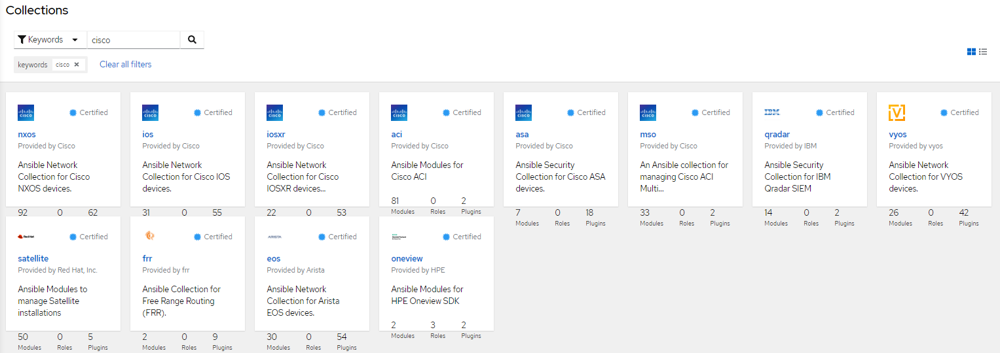 Collections
Keywords
cisco
keywords cisco
Clear all filters
CISCO
Certified
nxos
Provided by Cisco
Ansible Network
Collection for Cisco
NXOS devices.
92 0 62
CISCO
Certified
ios
Provided by Cisco
Ansible Network
Collection for Cisco IOS
devices.
31 0 55
CISCO
Certified
iosxr
Provided by Cisco
Ansible Network
Collection for Cisco
IOSXR devices...
22 0 53
CISCO
Certified
aci
Provided by Cisco
Ansible Modules for
Cisco ACI
81 0 2
Modules Roles Plugins
CISCO
Certified
asa
Provided by Cisco
Ansible Security
Collection for Cisco ASA
devices.
7 0 18
Modules Roles Plugins
CISCO
Certified
mso
Provided by Cisco
An Ansible collection for
managing Cisco ACI
Multi...
33 0 2
Modules Roles Plugins
IBM
Certified
qradar
Provided by IBM
Ansible Security
Collection for IBM
Qradar SIEM
14 0 2
Modules Roles Plugins
V
Certified
vyos
Provided by vyos
Ansible Network
Collection for VYOS
devices.
26 0 42
Modules Roles Plugins
Red Hat
Certified
satellite
Provided by Red Hat, Inc.
Ansible Modules to
manage Satellite
installations
50 0 5
Modules Roles Plugins
Certified
frr
Provided by frr
Ansible Collection for
Free Range Routing
(FRR).
2 0 9
Modules Roles Plugins
ARISTA
Certified
eos
Provided by Arista
Ansible Network
Collection for Arista
EOS devices.
30 0 54
Modules Roles Plugins
Certified
oneview
Provided by HPE
Ansible Modules for
HPE Oneview SDK
2 3 2
Modules Roles Plugins